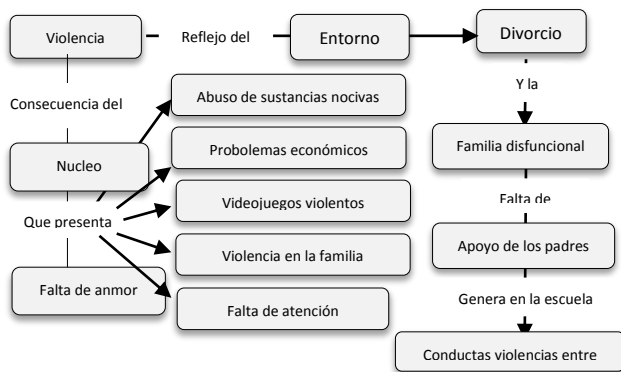 Violencia
Reflejo del
Entorno
Divorcio
Consecuencia del
Abuso de sustancias nocivas
Y la
Nucleo
Probolemas económicos
Familia disfuncional
Videojuegos violentos
Falta de
Que presenta
Violencia en la familia
Apoyo de los padres
Falta de anmor
Falta de atención
Genera en la escuela
Conductas violencias entre